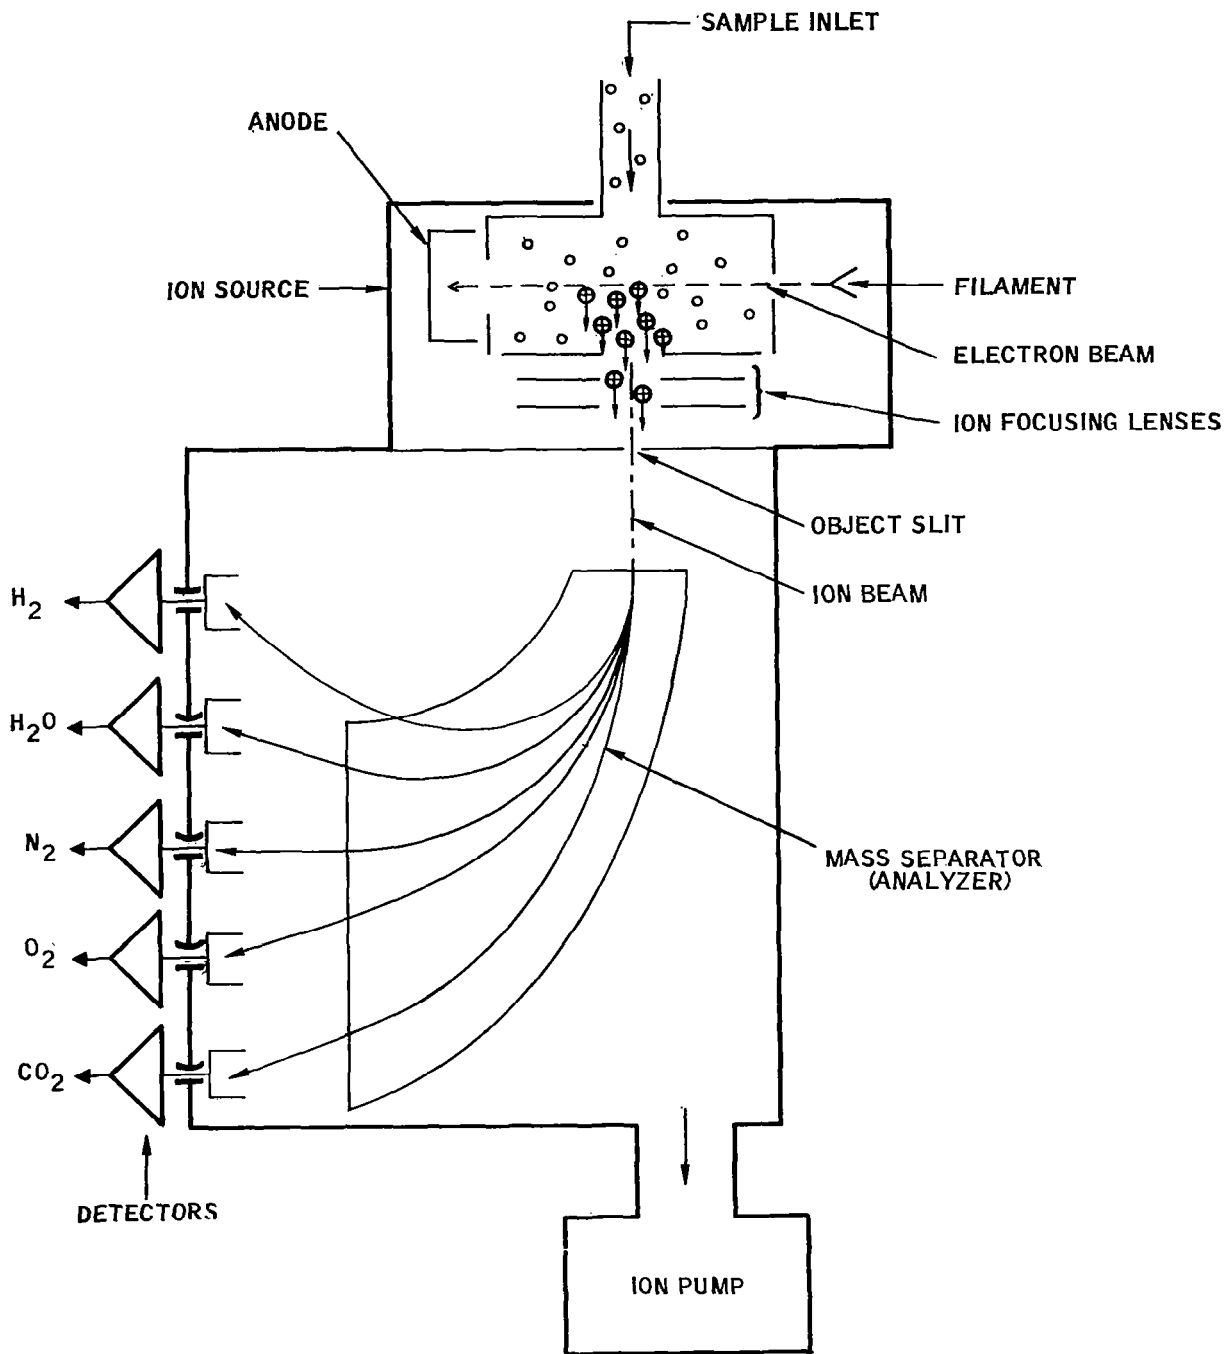 SAMPLE INLET
ANODE
ION SOURCE
FILAMENT
ELECTRON BEAM
ION FOCUSING LENSES
OBJECT SLIT
ION BEAM
H2
H2O
N2
MASS SEPARATOR
(ANALYZER)
O2
CO2
DETECTORS
ION PUMP